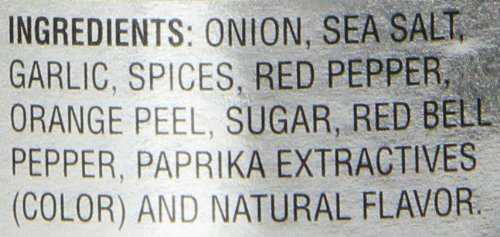 INGREDIENTS: ONION, SEA SALT,
GARLIC, SPICES, RED PEPPER,
ORANGE PEEL, SUGAR, RED BELL
PEPPER, PAPRIKA EXTRACTIVES
(COLOR) AND NATURAL FLAVOR.